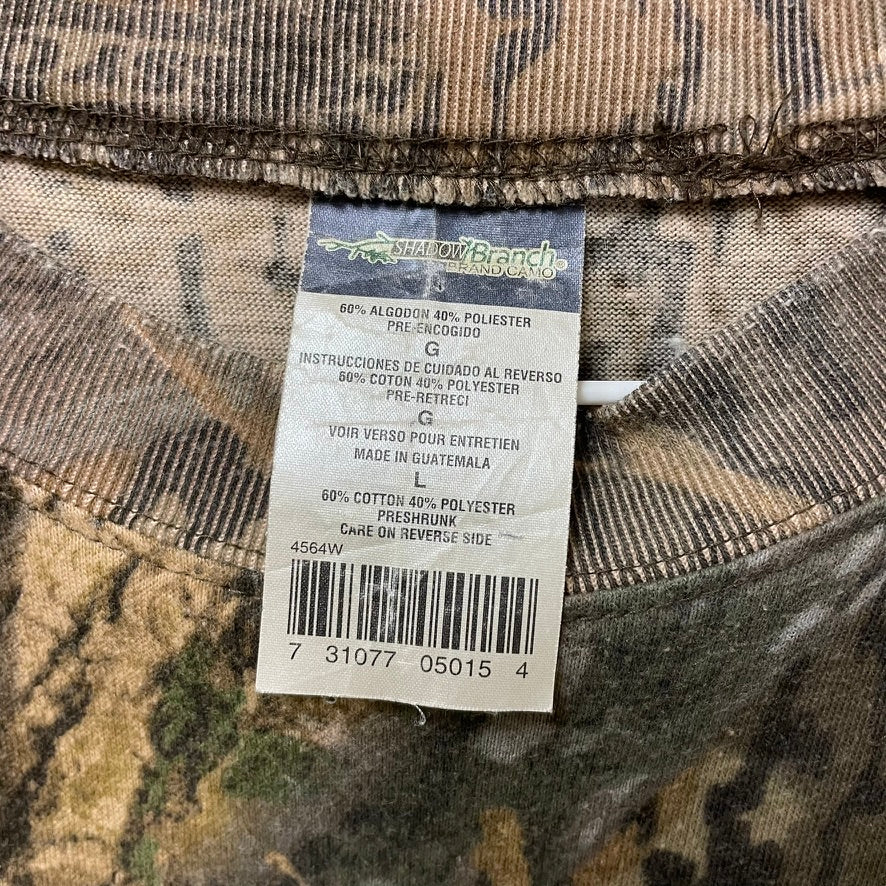 SHADOW Branch®
BRAND CAMO
60% ALGODON 40% POLIESTER
PRE-ENCOGIDO
G
INSTRUCCIONES DE CUIDADO AL REVERSO
60% COTON 40% POLYESTER
PRE-RETRECI
G
VOIR VERSO POUR ENTRETIEN
MADE IN GUATEMALA
L
60% COTTON 40% POLYESTER
PRESHRUNK
CARE ON REVERSE SIDE
4564W
7 31077 05015 4